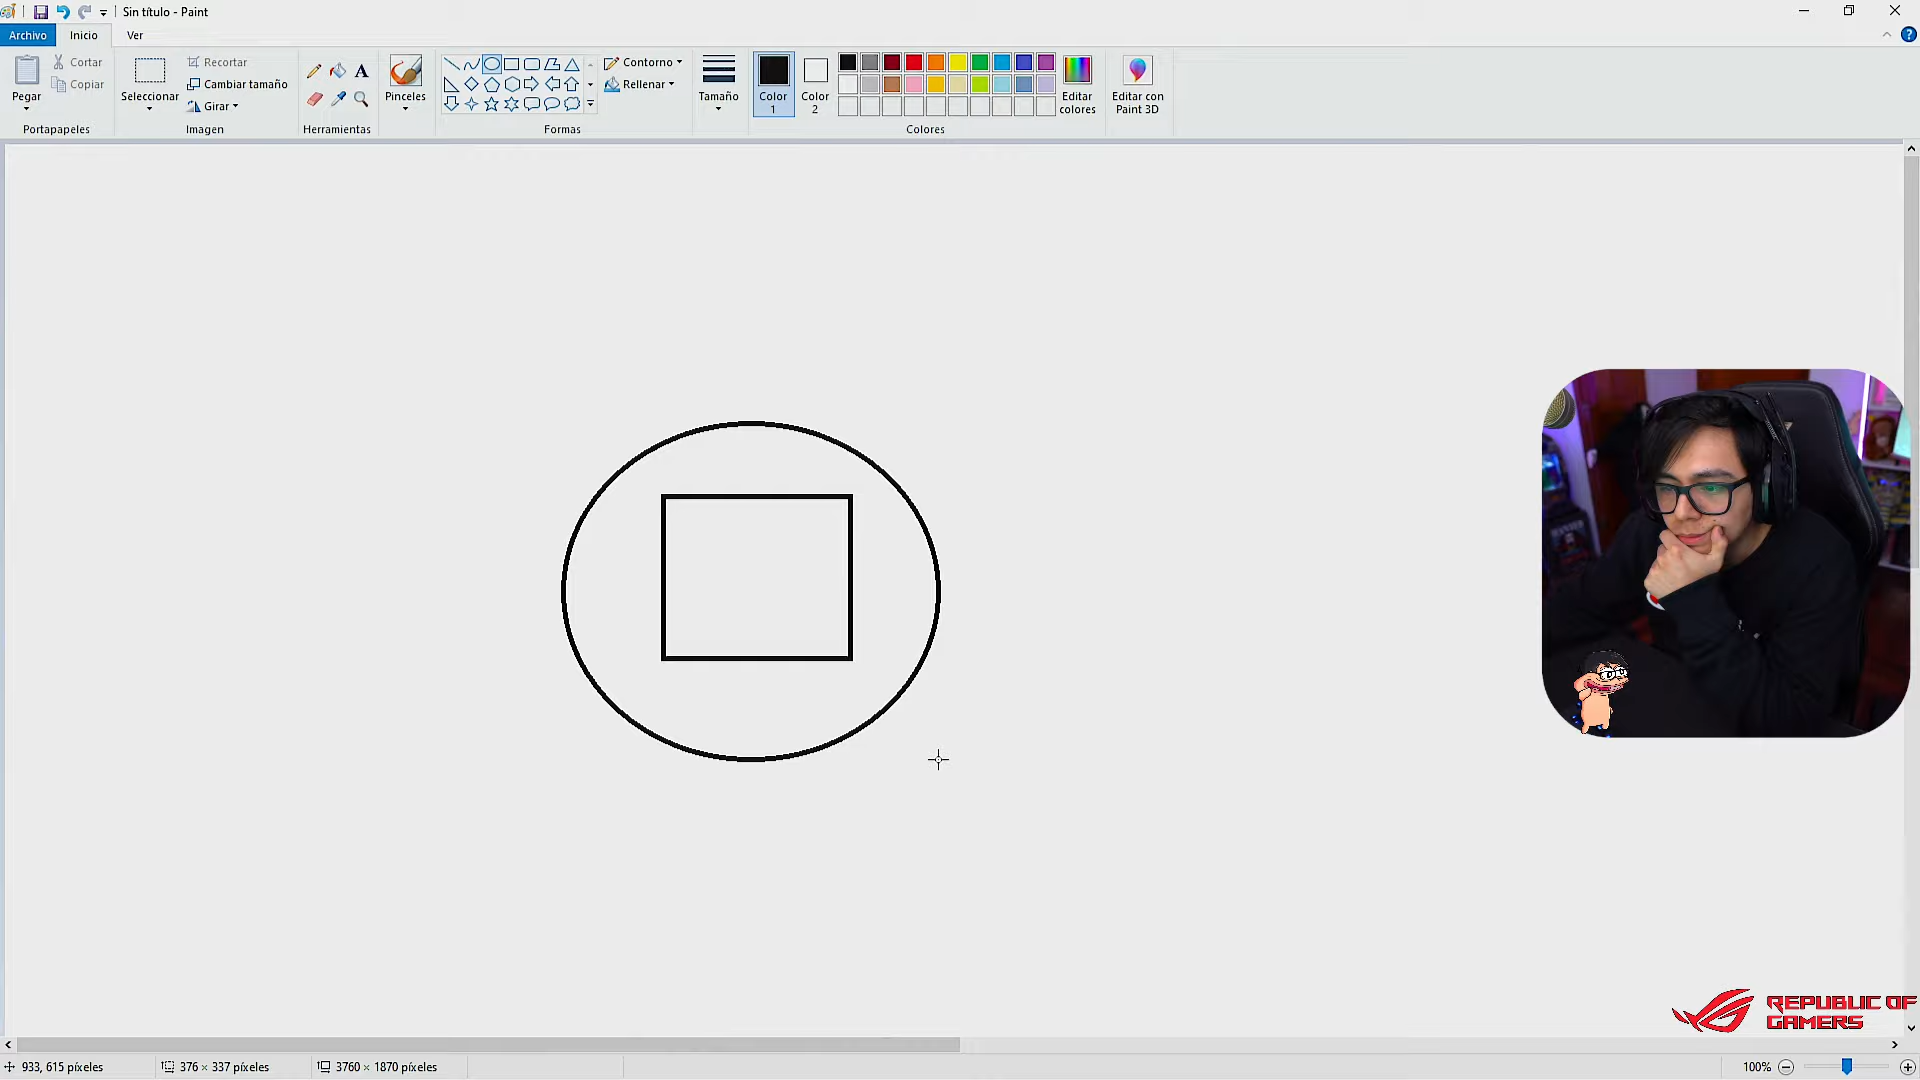 Sin título - Paint
Archivo
Inicio
Ver
Pegar
Cortar
Copiar
Portapapeles
Seleccionar
Recortar
Cambiar tamaño
Girar
Imagen
A
Herramientas
Pinceles
Contorno
Rellenar
Formas
Tamaño
Color
1
Color
2
Colores
Editar
colores
Editar con
Paint 3D
?
REPUBLIC OF
GAMERS
933, 615 píxeles
376 × 337 píxeles
3760 × 1870 píxeles
100%